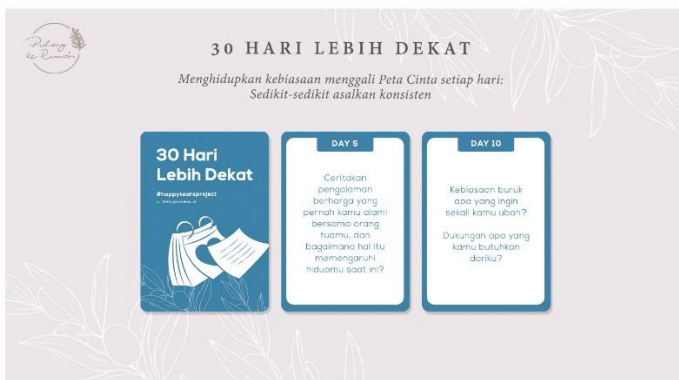 Pulang
ke Rumah
30 HARI LEBIH DEKAT
Menghidupkan kebiasaan menggali Peta Cinta setiap hari:
Sedikit-sedikit asalkan konsisten
30 Hari
Lebih Dekat
#happytearsproject
DAY 5
Ceritakan
pengalaman
berharga yang
pernah kamu alami
bersama orang
tuamu, dan
bagaimana hal itu
memengaruhi
hidupmu saat ini?
DAY 10
Kebiasaan buruk
apa yang ingin
sekali kamu ubah?
Dukungan apa yang
kamu butuhkan
dariku?